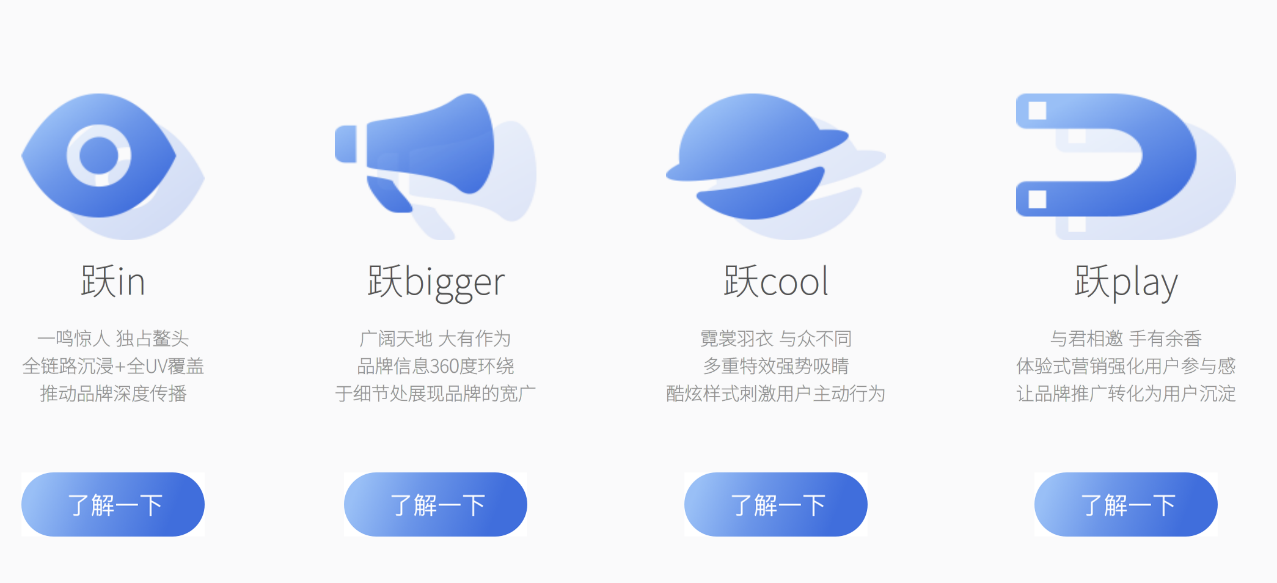 跃in
一鸣惊人 独占鳌头
全链路沉浸+全UV覆盖
推动品牌深度传播
了解一下
跃bigger
广阔天地 大有作为
品牌信息360度环绕
于细节处展现品牌的宽广
了解一下
跃cool
霓裳羽衣 与众不同
多重特效强势吸睛
酷炫样式刺激用户主动行为
了解一下
跃play
与君相邀 手有余香
体验式营销强化用户参与感
让品牌推广转化为用户沉淀
了解一下